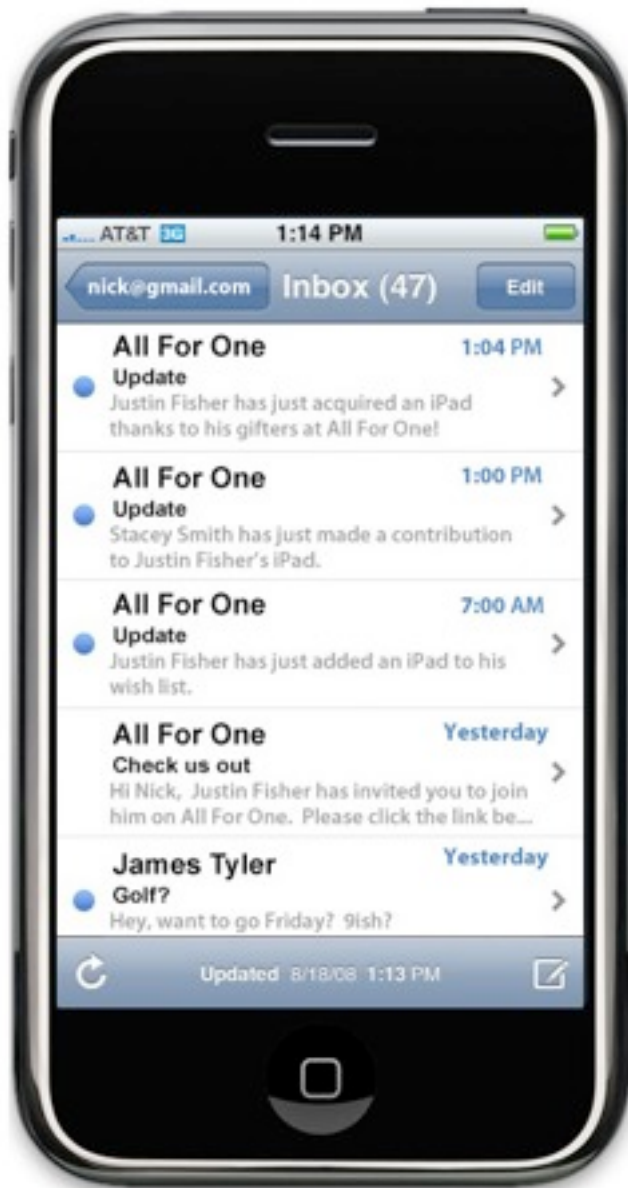 AT&T 3G 1:14 PM
nick@gmail.com Inbox (47) Edit
All For One 1:04 PM
Update
Justin Fisher has just acquired an iPad
thanks to his gifters at All For One!
All For One 1:00 PM
Update
Stacey Smith has just made a contribution
to Justin Fisher's iPad.
All For One 7:00 AM
Update
Justin Fisher has just added an iPad to his
wish list.
All For One Yesterday
Check us out
Hi Nick, Justin Fisher has invited you to join
him on All For One. Please click the link be...
James Tyler Yesterday
Golf?
Hey, want to go Friday? 9ish?
Updated 8/18/08 1:13 PM